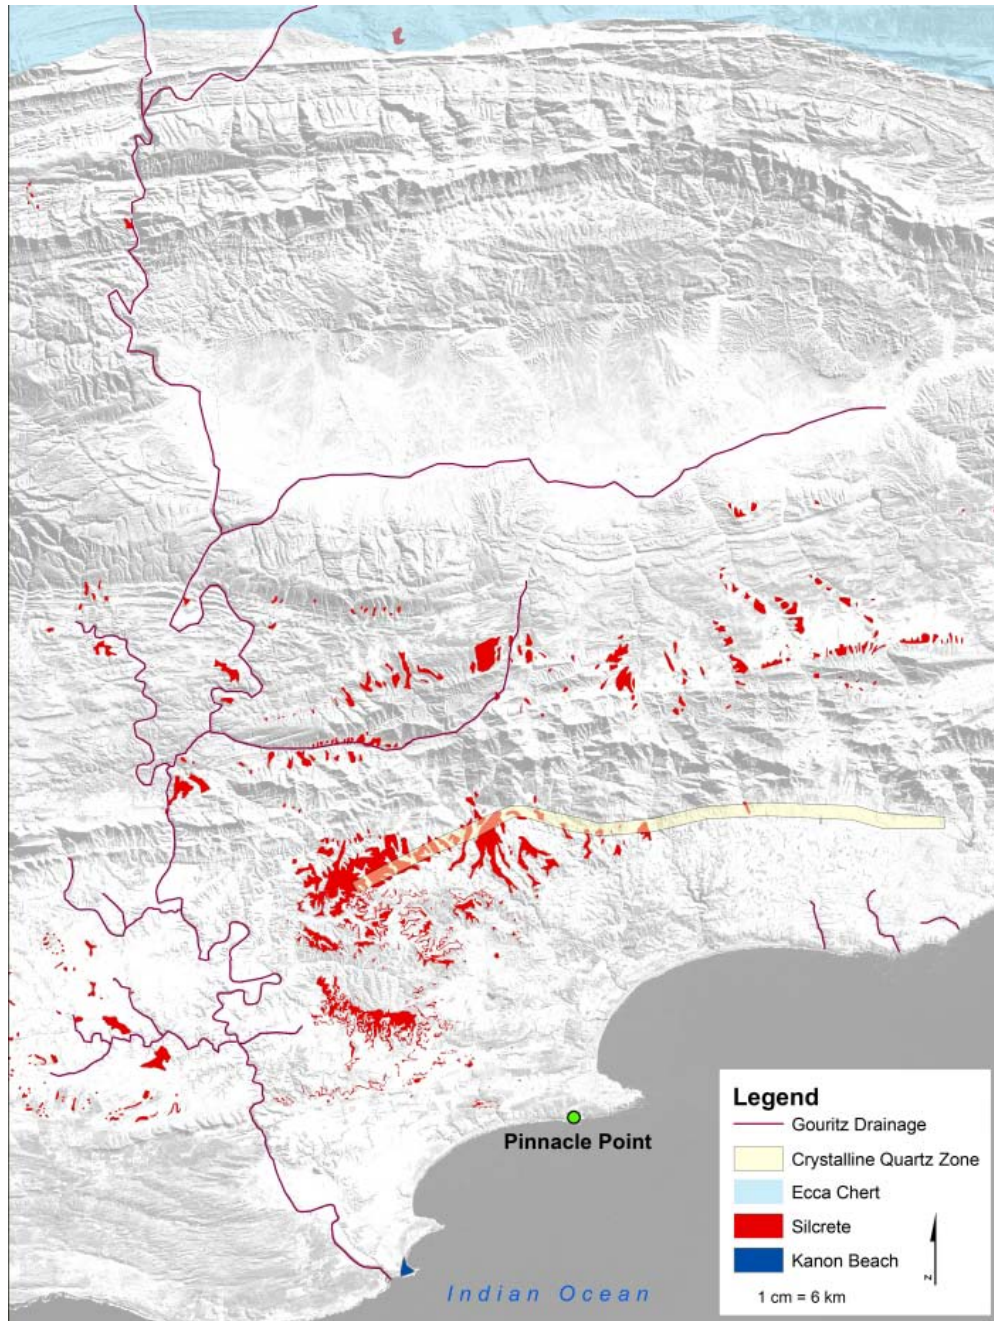 Pinnacle Point
Indian Ocean
Legend
Gouritz Drainage
Crystalline Quartz Zone
Ecca Chert
Silcrete
Kanon Beach
N
1 cm = 6 km